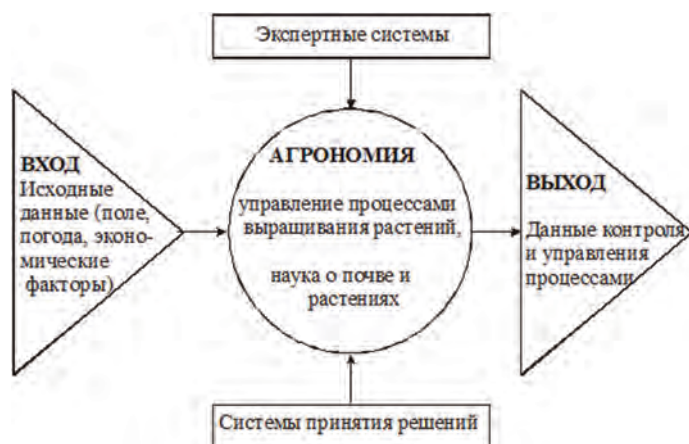 Экспертные системы
ВХОД
Исходные
данные (поле,
погода, эконо-
мические
факторы)
АГРОНОМИЯ
управление процессами
выращивания растений,
наука о почве и
растениях
ВЫХОД
Данные контроля
и управления
процессами
Системы принятия решений